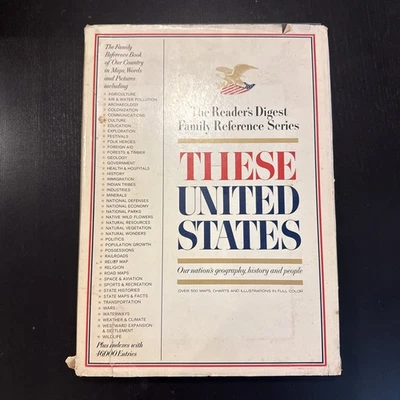 The Family
Reference Book
of Our Country
in Maps, Words
and Pictures
including
AGRICULTURE
AIR & WATER POLLUTION
ARCHAEOLOGY
COLONIZATION
COMMUNICATIONS
CULTURE
EDUCATION
EXPLORATION
FESTIVALS
FOLK HEROES
FOREIGN AID
FORESTS & TIMBER
GEOLOGY
GOVERNMENT
HEALTH & HOSPITALS
HISTORY
IMMIGRATION
INDIAN TRIBES
INDUSTRIES
MINERALS
NATIONAL DEFENSES
NATIONAL ECONOMY
NATIONAL PARKS
NATIVE WILD FLOWERS
NATURAL RESOURCES
NATURAL VEGETATION
NATURAL WONDERS
POLITICS
POPULATION GROWTH
POSSESSIONS
RAILROADS
RELIEF MAP
RELIGION
ROAD MAPS
SPACE & AVIATION
SPORTS & RECREATION
STATE HISTORIES
STATE MAPS & FACTS
TRANSPORTATION
WARS
WATERWAYS
WEATHER & CLIMATE
WESTWARD EXPANSION
& SETTLEMENT
WILDLIFE
Plus indexes with
46000 Entries
The Reader's Digest
Family Reference Series
THESE
UNITED
STATES
Our nation's geography, history and people
OVER 500 MAPS, CHARTS AND ILLUSTRATIONS IN FULL COLOR